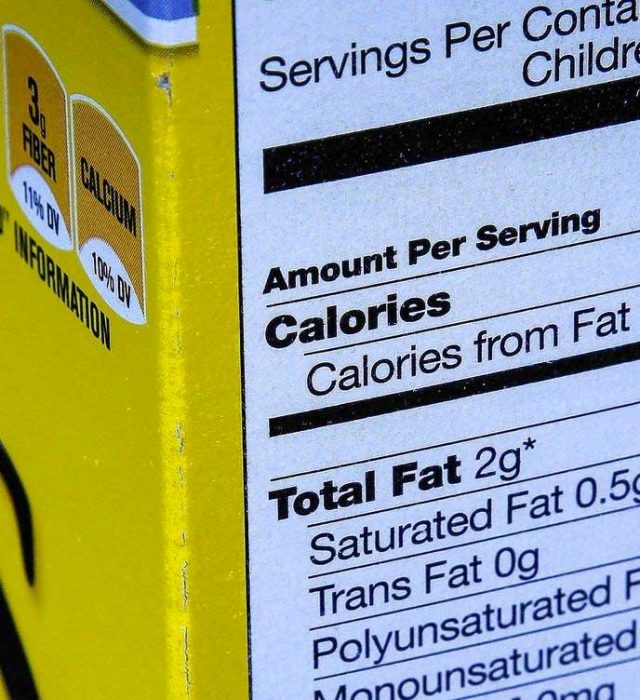 3g
FIBER
11% DV
CALCIUM
10% DV
INFORMATION
Servings Per Conta
Childre
Amount Per Serving
Calories
Calories from Fat
Total Fat 2g*
Saturated Fat 0.5g
Trans Fat 0g
Polyunsaturated F
Monounsaturated
0mg